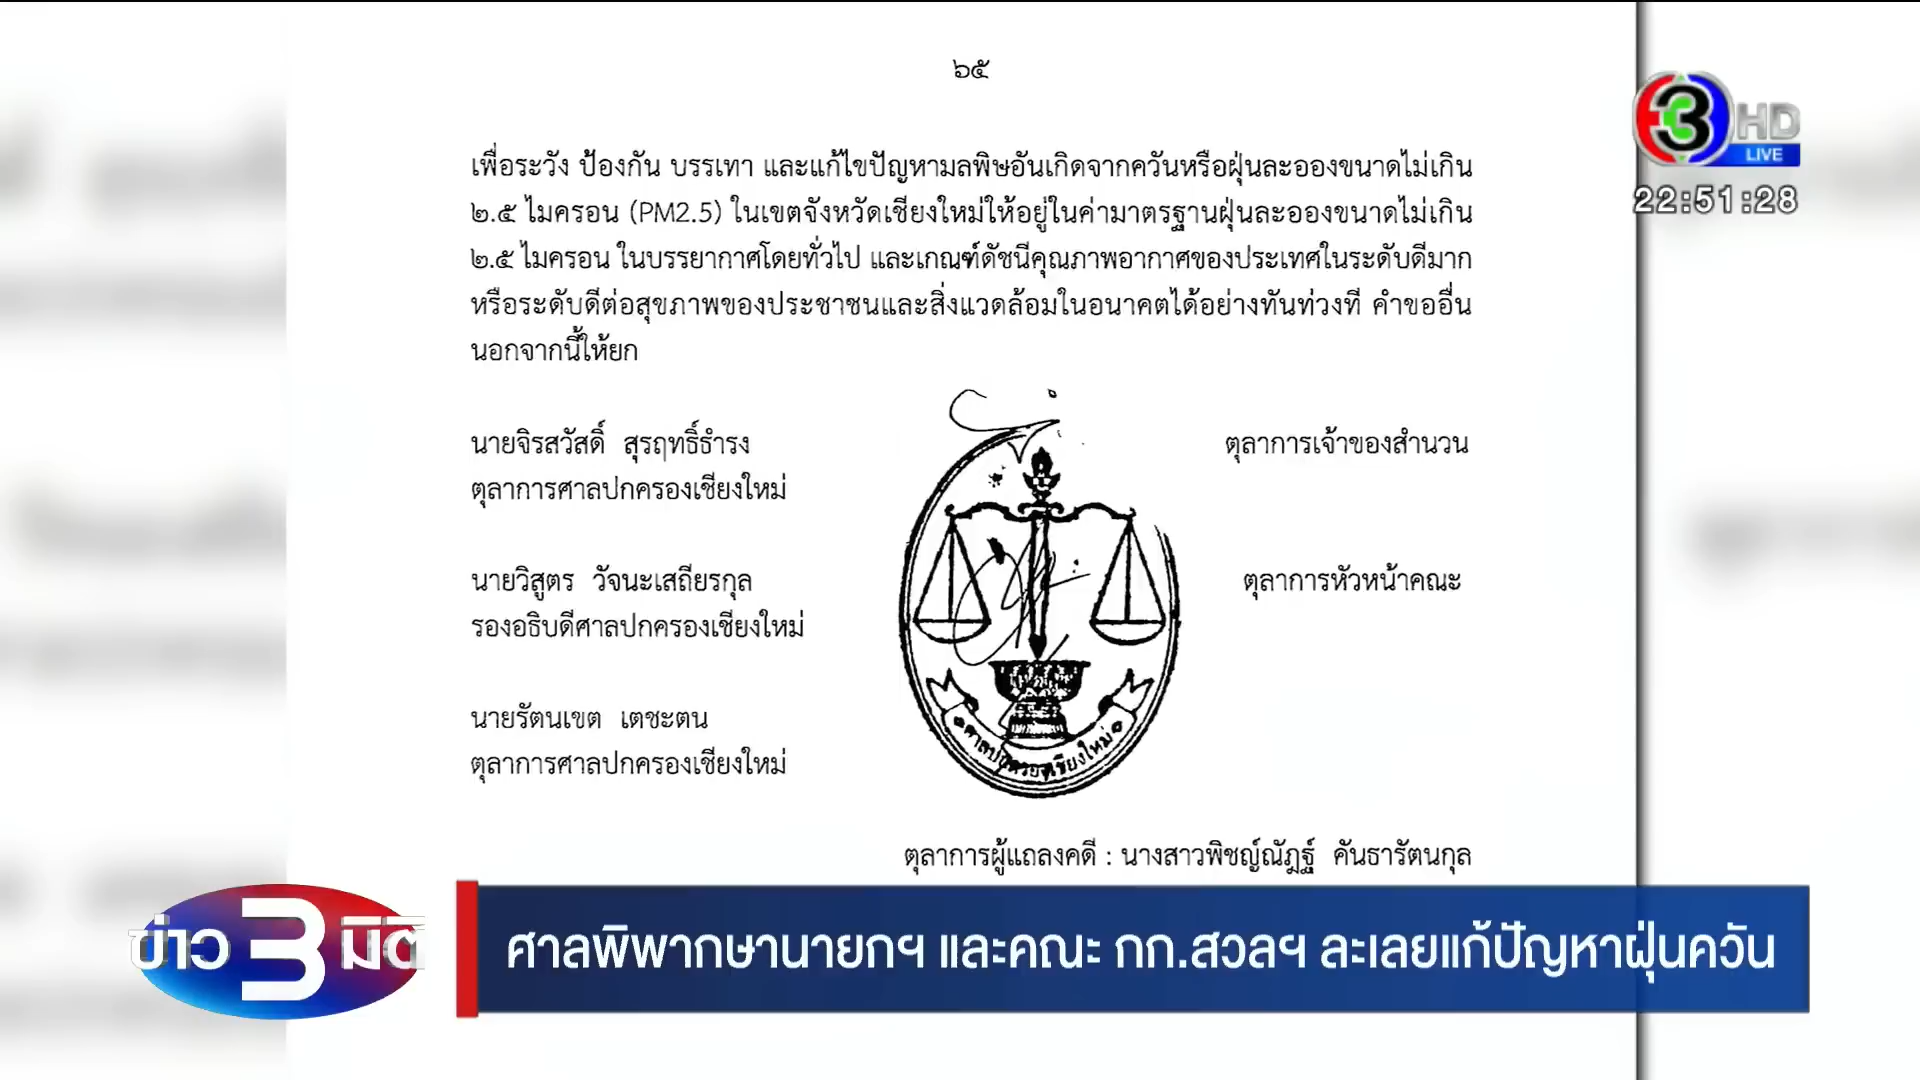 ๖๕
3 HD
LIVE
22:51:28
เพื่อระวัง ป้องกัน บรรเทา และแก้ไขปัญหามลพิษอันเกิดจากควันหรือฝุ่นละอองขนาดไม่เกิน
๒.๕ ไมครอน (PM2.5) ในเขตจังหวัดเชียงใหม่ให้อยู่ในค่ามาตรฐานฝุ่นละอองขนาดไม่เกิน
๒.๕ ไมครอน ในบรรยากาศโดยทั่วไป และเกณฑ์ดัชนีคุณภาพอากาศของประเทศในระดับดีมาก
หรือระดับดีต่อสุขภาพของประชาชนและสิ่งแวดล้อมในอนาคตได้อย่างทันท่วงที คำขออื่น
นอกจากนี้ให้ยก
นายจิรสวัสดิ์ สุรฤทธิ์ธำรง ตุลาการเจ้าของสำนวน
ตุลาการศาลปกครองเชียงใหม่
นายวิสูตร วัจนะเสถียรกุล ตุลาการหัวหน้าคณะ
รองอธิบดีศาลปกครองเชียงใหม่
นายรัตนเขต เตชะตน
ตุลาการศาลปกครองเชียงใหม่
ศาลปกครองเชียงใหม่
ตุลาการผู้แถลงคดี : นางสาวพิชญ์ณัฎฐ์ คันธารัตนกุล
ข่าว 3 มิติ
ศาลพิพากษานายกฯ และคณะ กก.สวลฯ ละเลยแก้ปัญหาฝุ่นควัน